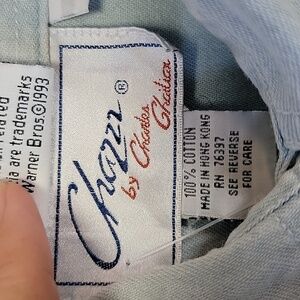 ia are trademarks
Warner Bros.©1993
Chazzz®
by Charles
Chaitian
100% COTTON
MADE IN HONG KONG
RN 76397
SEE REVERSE
FOR CARE